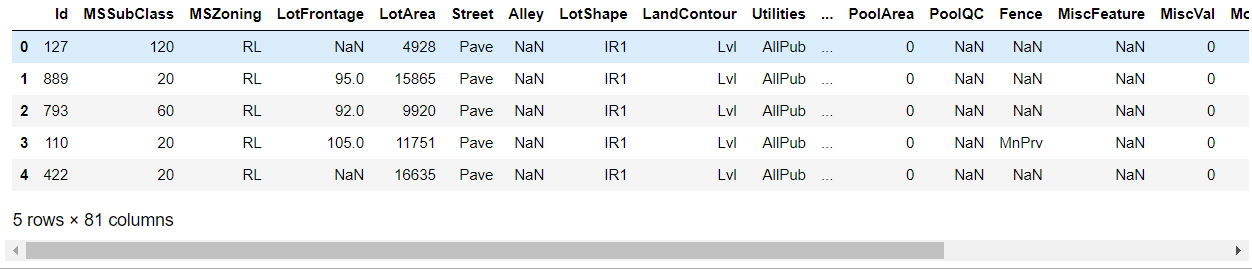 Id MSSubClass MSZoning LotFrontage LotArea Street Alley LotShape LandContour Utilities ... PoolArea PoolQC Fence MiscFeature MiscVal Mo
0 127 120 RL NaN 4928 Pave NaN IR1 Lvl AllPub ... 0 NaN NaN NaN 0
1 889 20 RL 95.0 15865 Pave NaN IR1 Lvl AllPub ... 0 NaN NaN NaN 0
2 793 60 RL 92.0 9920 Pave NaN IR1 Lvl AllPub ... 0 NaN NaN NaN 0
3 110 20 RL 105.0 11751 Pave NaN IR1 Lvl AllPub ... 0 NaN MnPrv NaN 0
4 422 20 RL NaN 16635 Pave NaN IR1 Lvl AllPub ... 0 NaN NaN NaN 0
5 rows × 81 columns